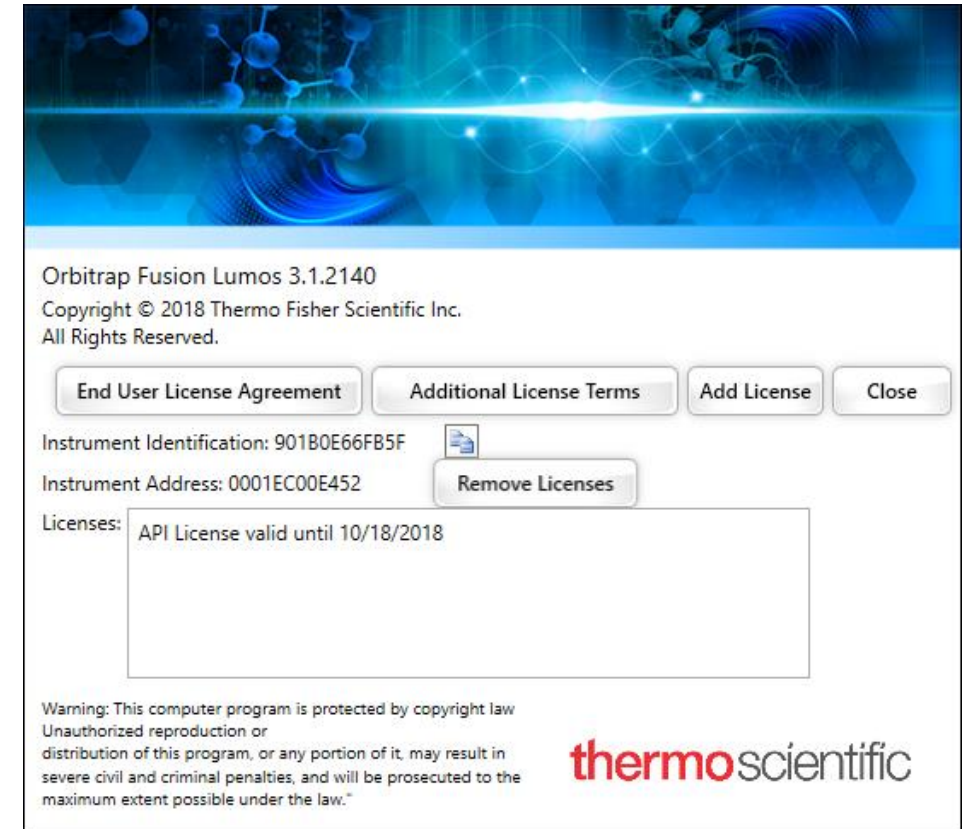 Orbitrap Fusion Lumos 3.1.2140
Copyright © 2018 Thermo Fisher Scientific Inc.
All Rights Reserved.
End User License Agreement Additional License Terms Add License Close
Instrument Identification: 901B0E66FB5F
Instrument Address: 0001EC00E452 Remove Licenses
Licenses: API License valid until 10/18/2018
Warning: This computer program is protected by copyright law
Unauthorized reproduction or
distribution of this program, or any portion of it, may result in
severe civil and criminal penalties, and will be prosecuted to the
maximum extent possible under the law."
thermoscientific